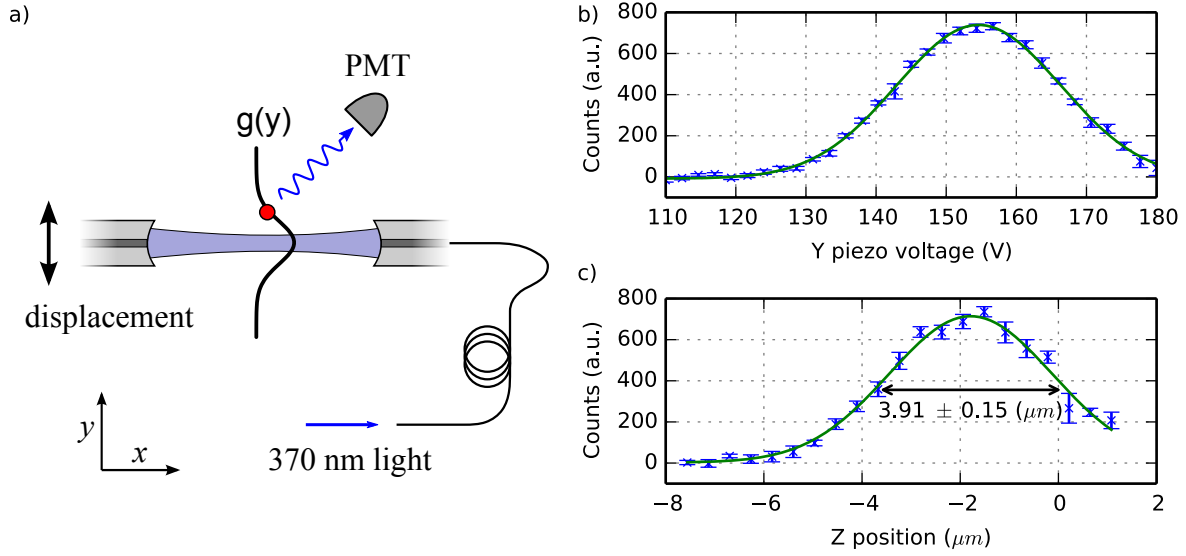 a)
PMT
g(y)
displacement
y
x
370 nm light
b)
800
600
400
200
0
Counts (a.u.)
110 120 130 140 150 160 170 180
Y piezo voltage (V)
c)
800
600
400
200
0
Counts (a.u.)
3.91 ± 0.15 (μm)
−8 −6 −4 −2 0 2
Z position (μm)